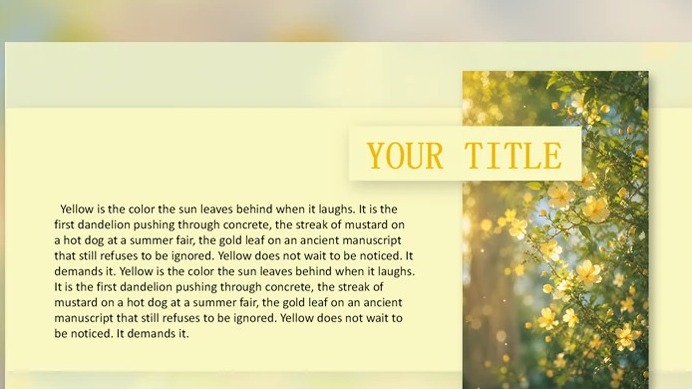 YOUR TITLE
Yellow is the color the sun leaves behind when it laughs. It is the
first dandelion pushing through concrete, the streak of mustard on
a hot dog at a summer fair, the gold leaf on an ancient manuscript
that still refuses to be ignored. Yellow does not wait to be noticed. It
demands it. Yellow is the color the sun leaves behind when it laughs.
It is the first dandelion pushing through concrete, the streak of
mustard on a hot dog at a summer fair, the gold leaf on an ancient
manuscript that still refuses to be ignored. Yellow does not wait to
be noticed. It demands it.